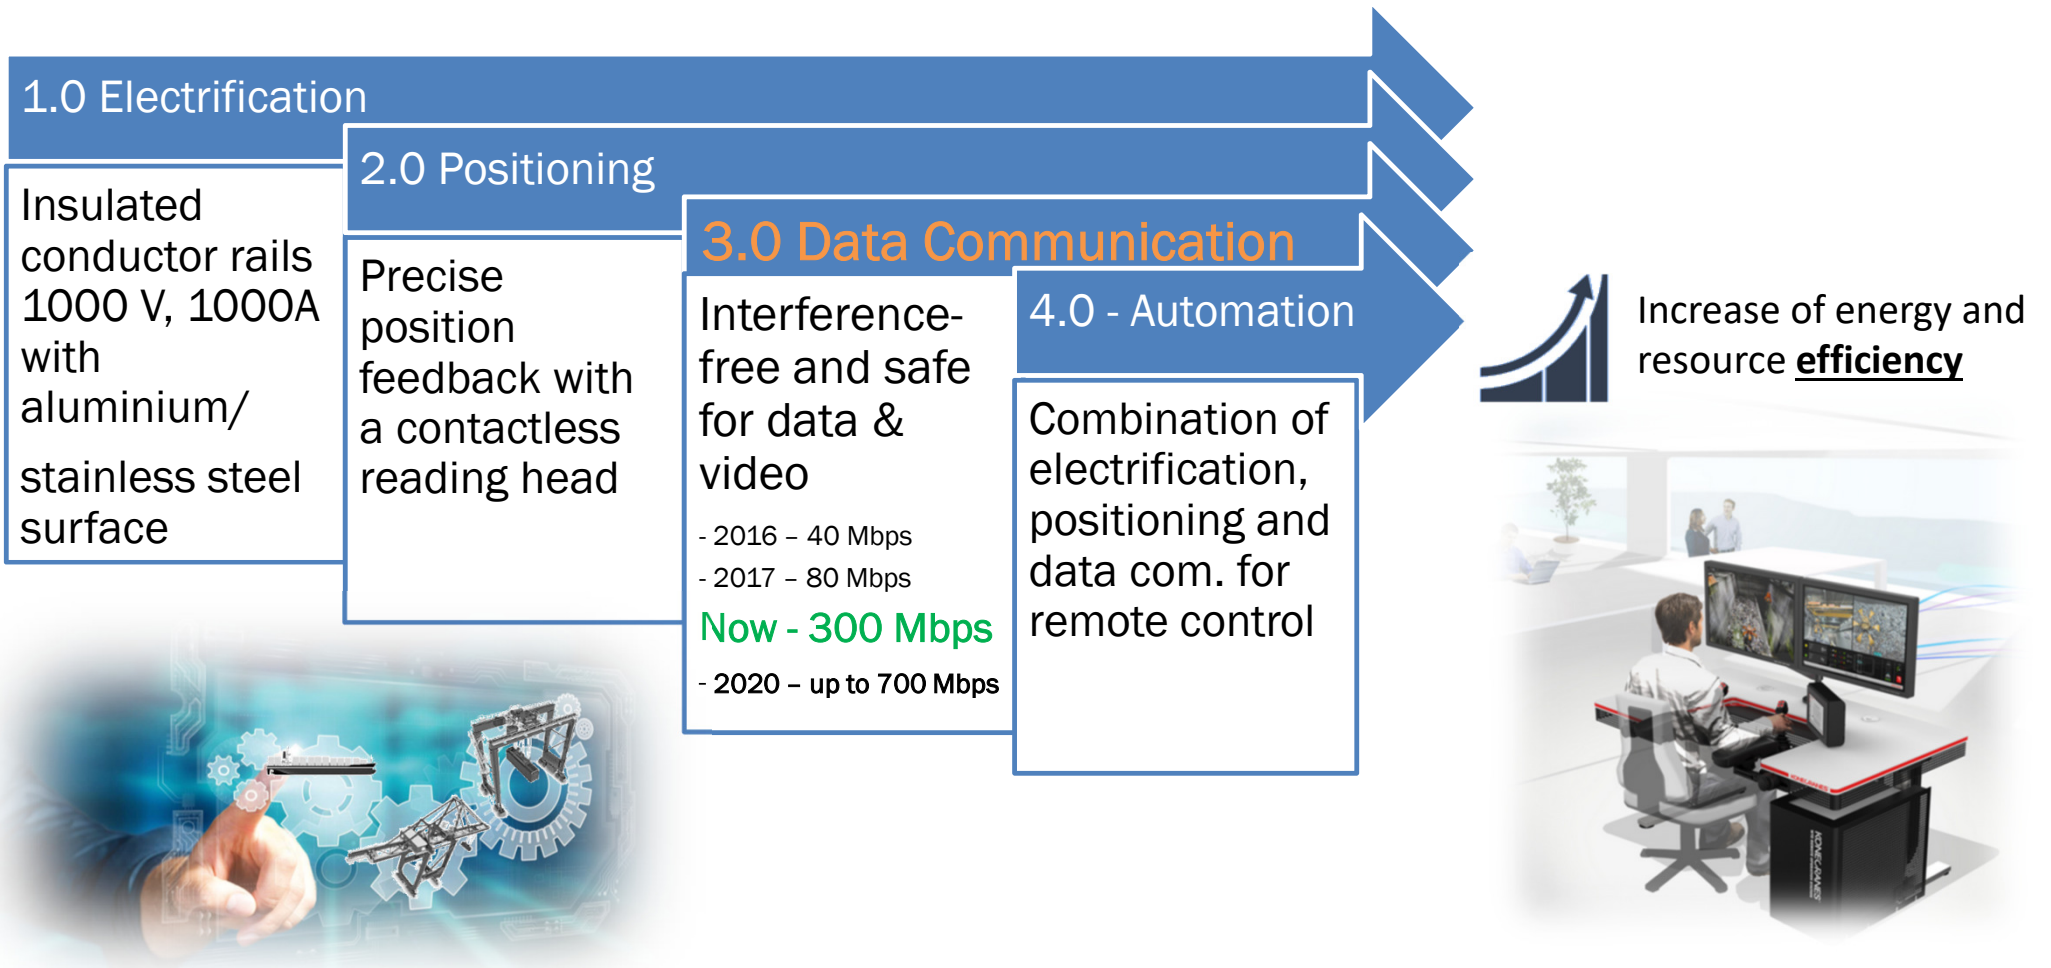 1.0 Electrification
Insulated
conductor rails
1000 V, 1000A
with
aluminium/
stainless steel
surface
2.0 Positioning
Precise
position
feedback with
a contactless
reading head
3.0 Data Communication
Interference-
free and safe
for data &
video
- 2016 – 40 Mbps
- 2017 – 80 Mbps
Now - 300 Mbps
- 2020 – up to 700 Mbps
4.0 - Automation
Combination of
electrification,
positioning and
data com. for
remote control
Increase of energy and
resource efficiency
KONECRANES
KONECRANES